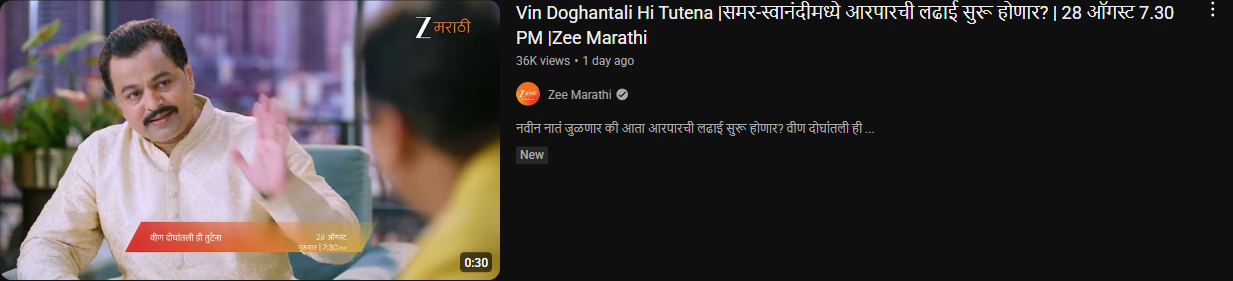 Z मराठी
वीण दोघांतली ही तुटेना
28 ऑगस्ट
गुरुवार | 7:30 PM
0:30
Vin Doghantali Hi Tutena |समर-स्वानंदीमध्ये आरपारची लढाई सुरू होणार? | 28 ऑगस्ट 7.30
PM |Zee Marathi
36K views • 1 day ago
Zee Marathi
नवीन नातं जुळणार की आता आरपारची लढाई सुरू होणार? वीण दोघांतली ही ...
New